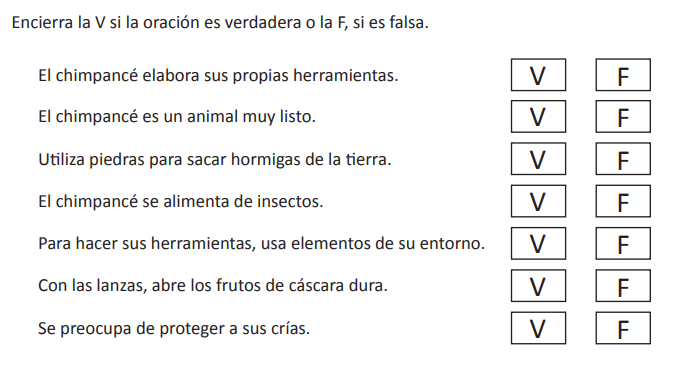 Encierra la V si la oración es verdadera o la F, si es falsa.
El chimpancé elabora sus propias herramientas. V F
El chimpancé es un animal muy listo. V F
Utiliza piedras para sacar hormigas de la tierra. V F
El chimpancé se alimenta de insectos. V F
Para hacer sus herramientas, usa elementos de su entorno. V F
Con las lanzas, abre los frutos de cáscara dura. V F
Se preocupa de proteger a sus crías. V F